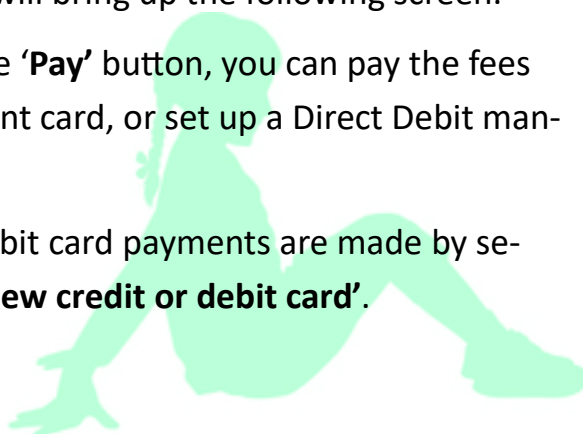 will bring up the following screen.
e ‘Pay’ button, you can pay the fees
nt card, or set up a Direct Debit man-
bit card payments are made by se-
ew credit or debit card’.